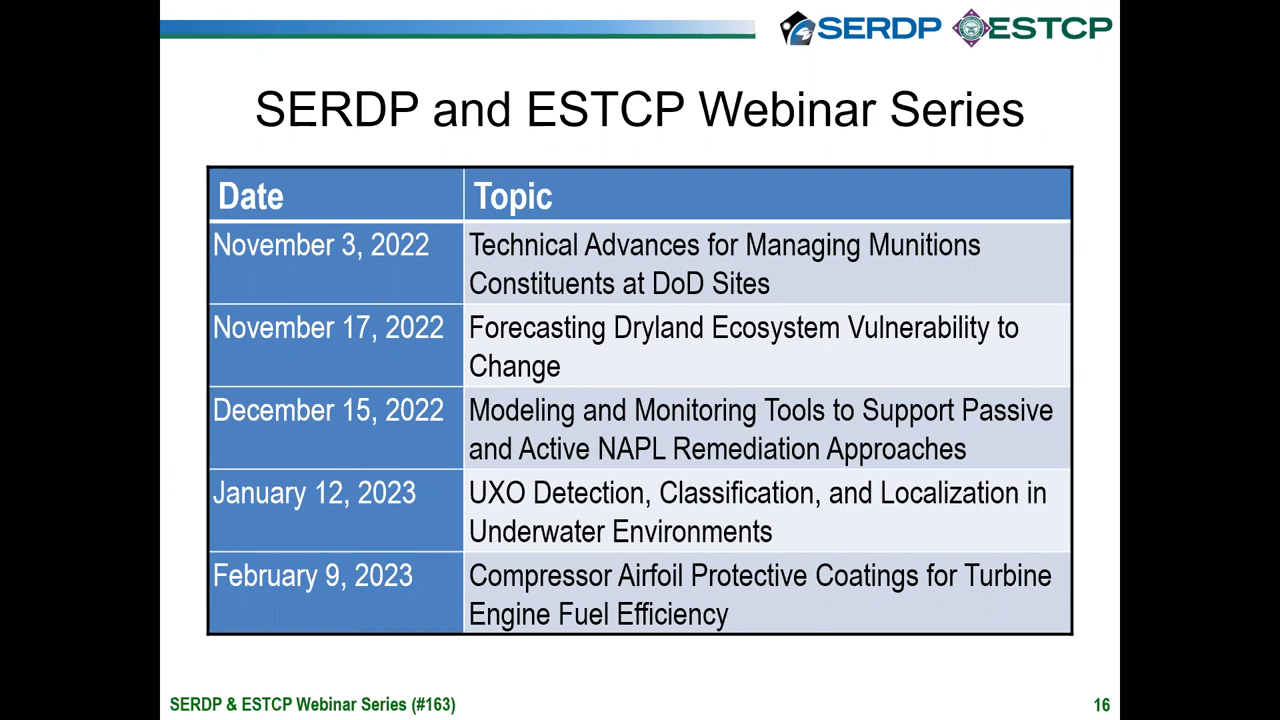 SERDP ESTCP
SERDP and ESTCP Webinar Series
Date Topic
November 3, 2022 Technical Advances for Managing Munitions
Constituents at DoD Sites
November 17, 2022 Forecasting Dryland Ecosystem Vulnerability to
Change
December 15, 2022 Modeling and Monitoring Tools to Support Passive
and Active NAPL Remediation Approaches
January 12, 2023 UXO Detection, Classification, and Localization in
Underwater Environments
February 9, 2023 Compressor Airfoil Protective Coatings for Turbine
Engine Fuel Efficiency
SERDP & ESTCP Webinar Series (#163) 16